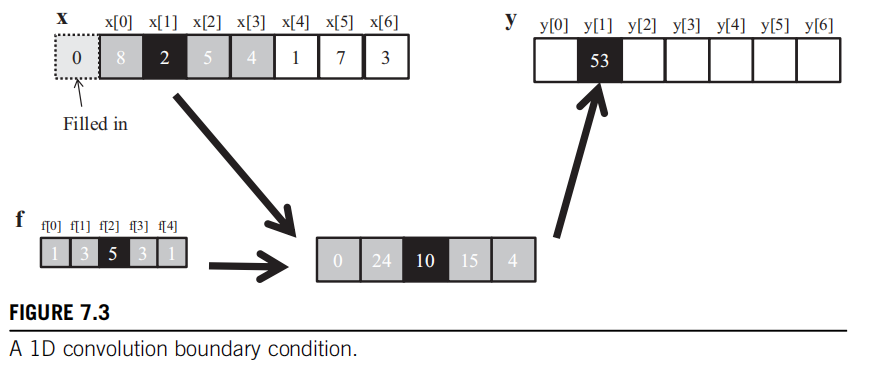 x x[0] x[1] x[2] x[3] x[4] x[5] x[6]
0 8 2 5 4 1 7 3
Filled in
y y[0] y[1] y[2] y[3] y[4] y[5] y[6]
53
f f[0] f[1] f[2] f[3] f[4]
1 3 5 3 1
0 24 10 15 4
FIGURE 7.3
A 1D convolution boundary condition.